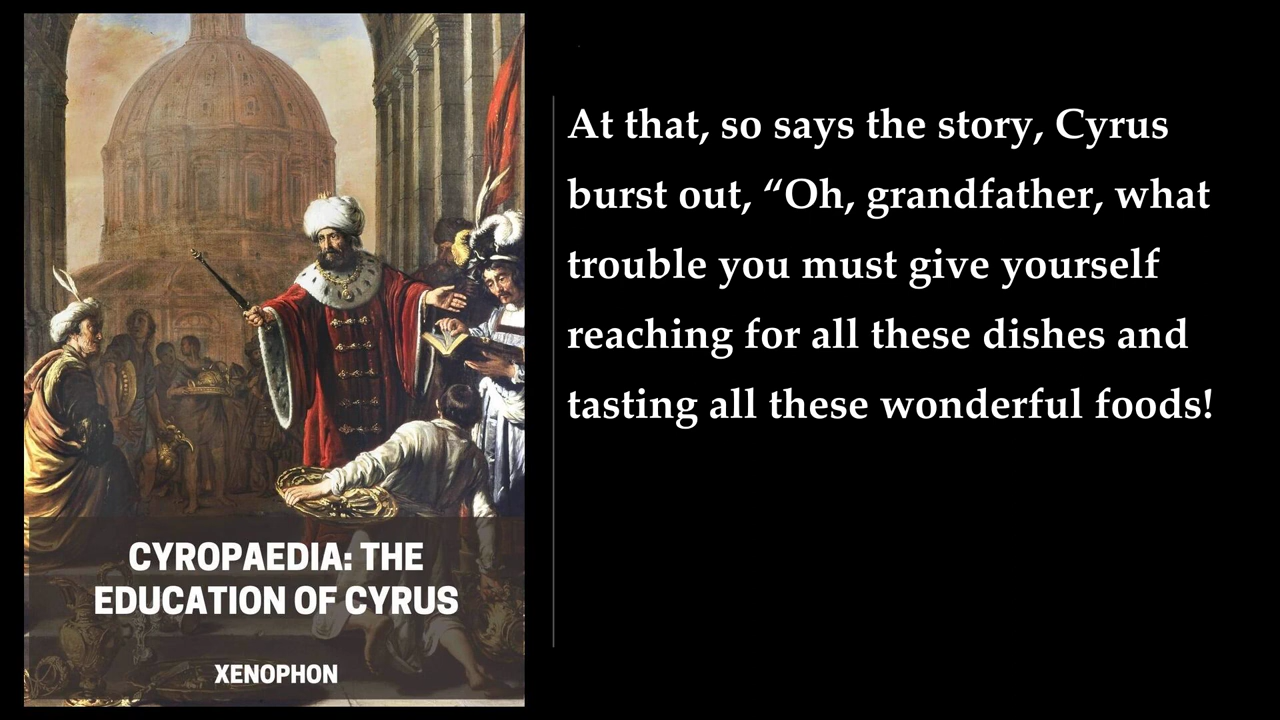 CYROPAEDIA: THE
EDUCATION OF CYRUS
XENOPHON
At that, so says the story, Cyrus
burst out, “Oh, grandfather, what
trouble you must give yourself
reaching for all these dishes and
tasting all these wonderful foods!